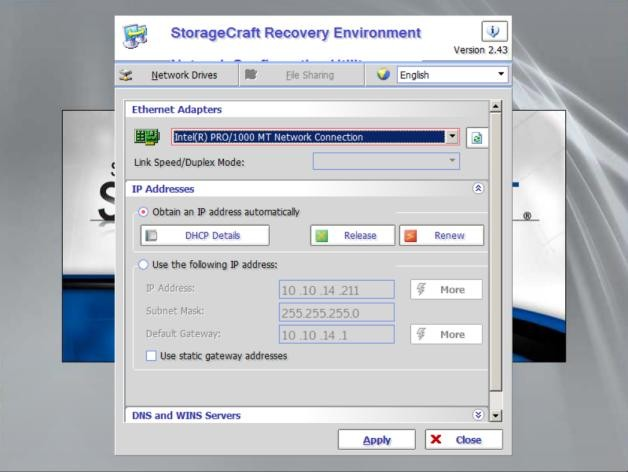 StorageCraft Recovery Environment
Version 2.43
Network Drives
File Sharing
English
Ethernet Adapters
Intel(R) PRO/1000 MT Network Connection
Link Speed/Duplex Mode:
IP Addresses
Obtain an IP address automatically
DHCP Details
Release
Renew
Use the following IP address:
IP Address:
10 .10 .14 .211
More
Subnet Mask:
255.255.255.0
Default Gateway:
10 .10 .14 .1
More
Use static gateway addresses
DNS and WINS Servers
Apply
Close
®